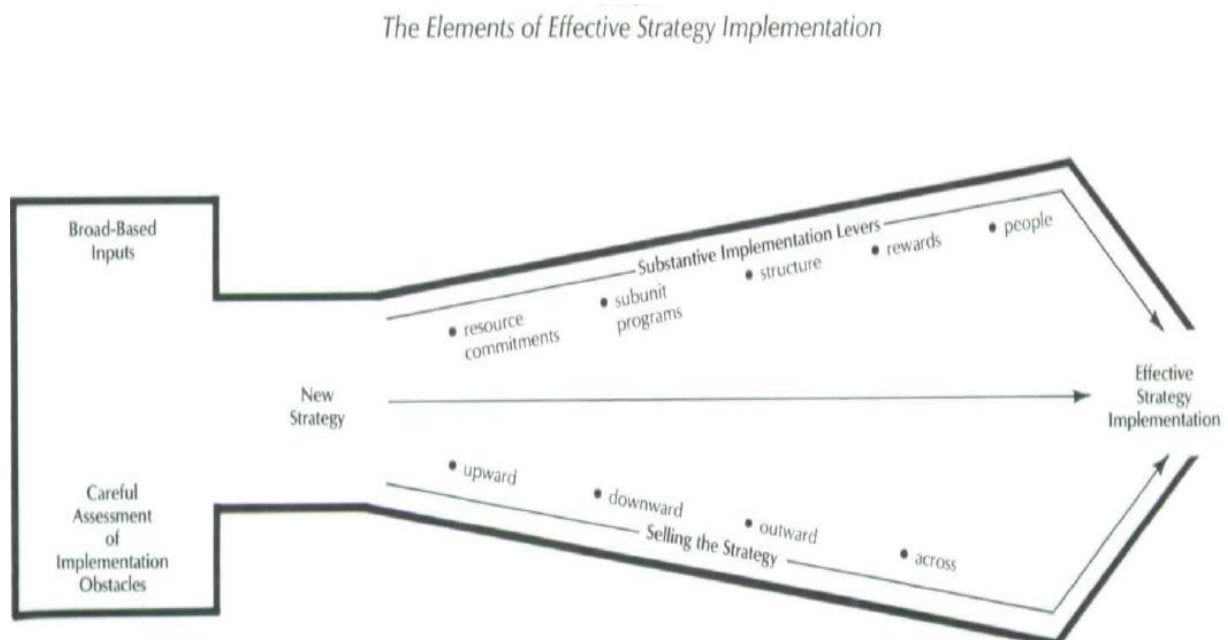 The Elements of Effective Strategy Implementation
Broad-Based
Inputs
Substantive Implementation Levers
• resource
commitments
• subunit
programs
• structure
• rewards
• people
New
Strategy
Effective
Strategy
Implementation
Careful
Assessment
of
Implementation
Obstacles
• upward
• downward
• outward
• across
Selling the Strategy